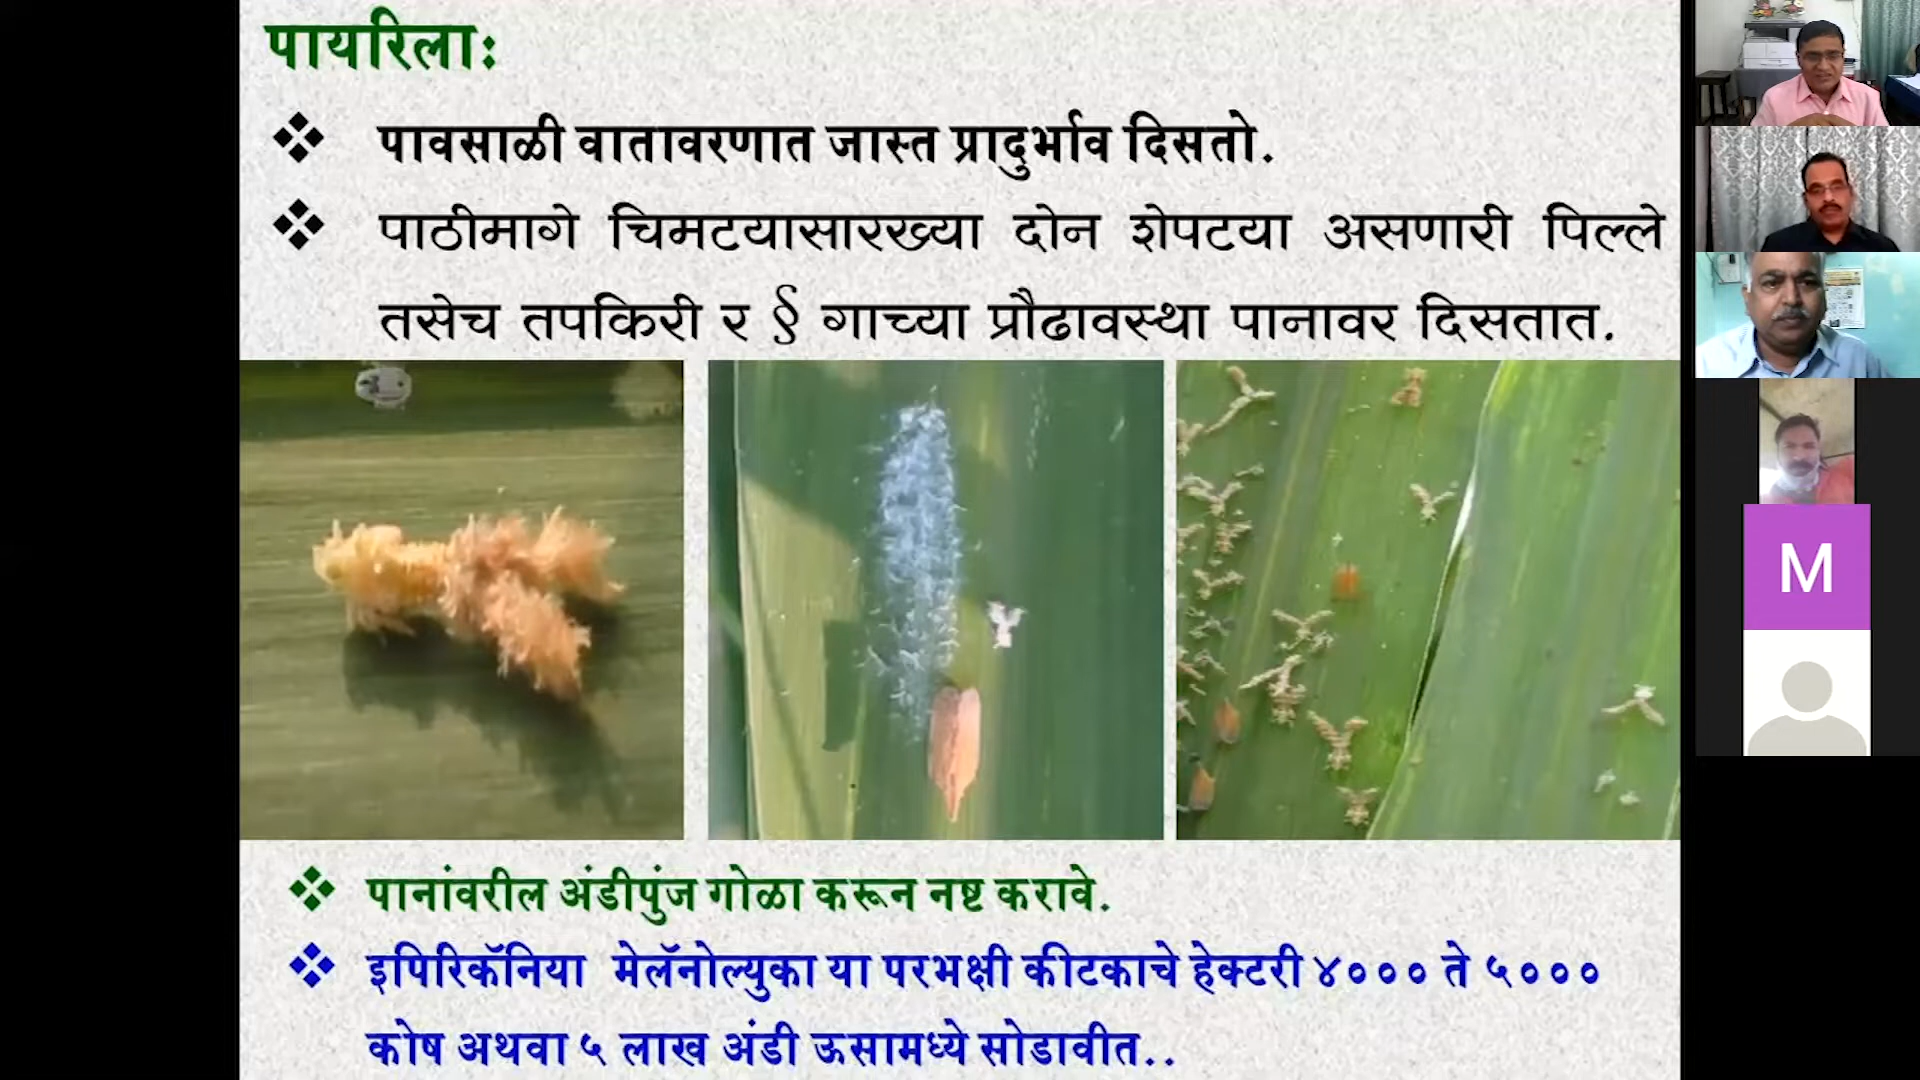 पायरिलाः
❖ पावसाळी वातावरणात जास्त प्रादुर्भाव दिसतो.
❖ पाठीमागे चिमटयासारख्या दोन शेपटया असणारी पिल्ले
तसेच तपकिरी र § गाच्या प्रौढावस्था पानावर दिसतात.
❖ पानांवरील अंडीपुंज गोळा करून नष्ट करावे.
❖ इपिरिकॅनिया मेलॅनोल्युका या परभक्षी कीटकाचे हेक्टरी ४००० ते ५०००
कोष अथवा ५ लाख अंडी ऊसामध्ये सोडावीत..
M